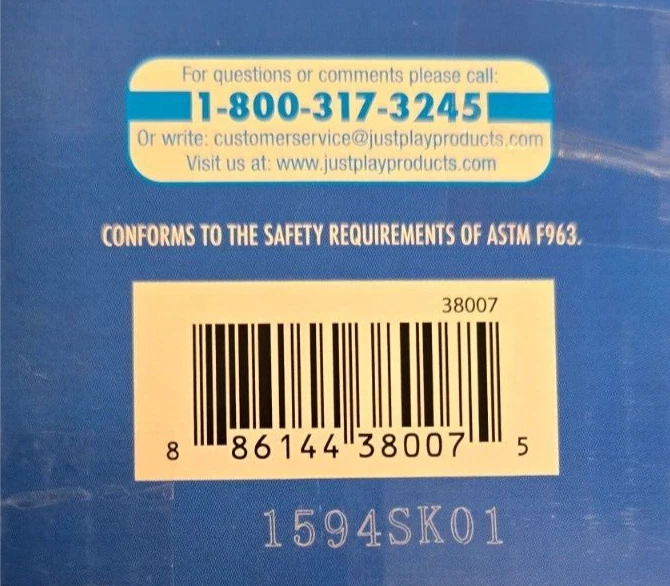 For questions or comments please call:
1-800-317-3245
Or write: customerservice@justplayproducts.com
Visit us at: www.justplayproducts.com
CONFORMS TO THE SAFETY REQUIREMENTS OF ASTM F963.
38007
8 86144 38007 5
1594SK01